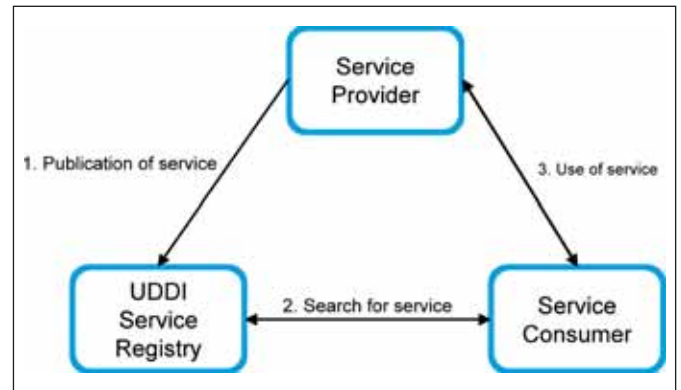 Service
Provider
1. Publication of service
3. Use of service
UDDI
Service
Registry
2. Search for service
Service
Consumer